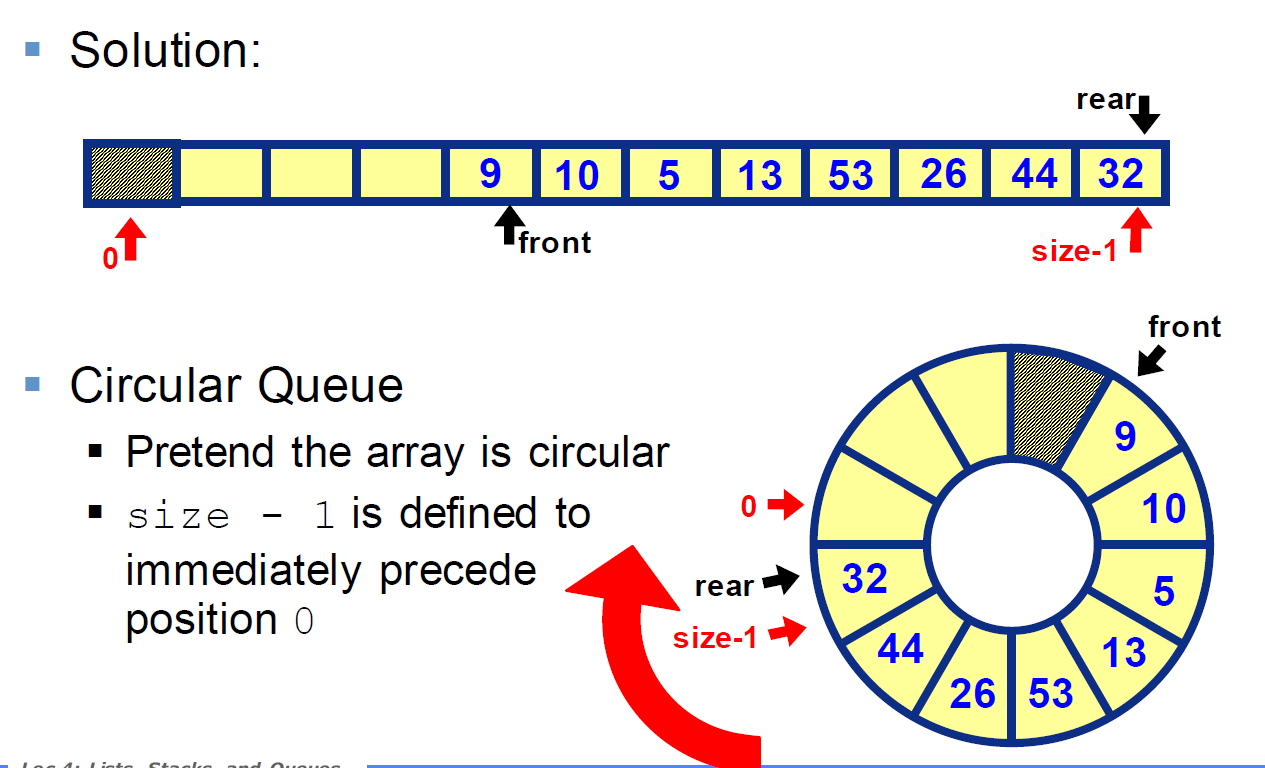 Solution:
rear
9 10 5 13 53 26 44 32
0
front
size-1
front
Circular Queue
Pretend the array is circular
size - 1 is defined to
immediately precede
position 0
9
10
5
13
53
26
44
32
0
rear
size-1
Lec 4: Lists, Stacks, and Queues